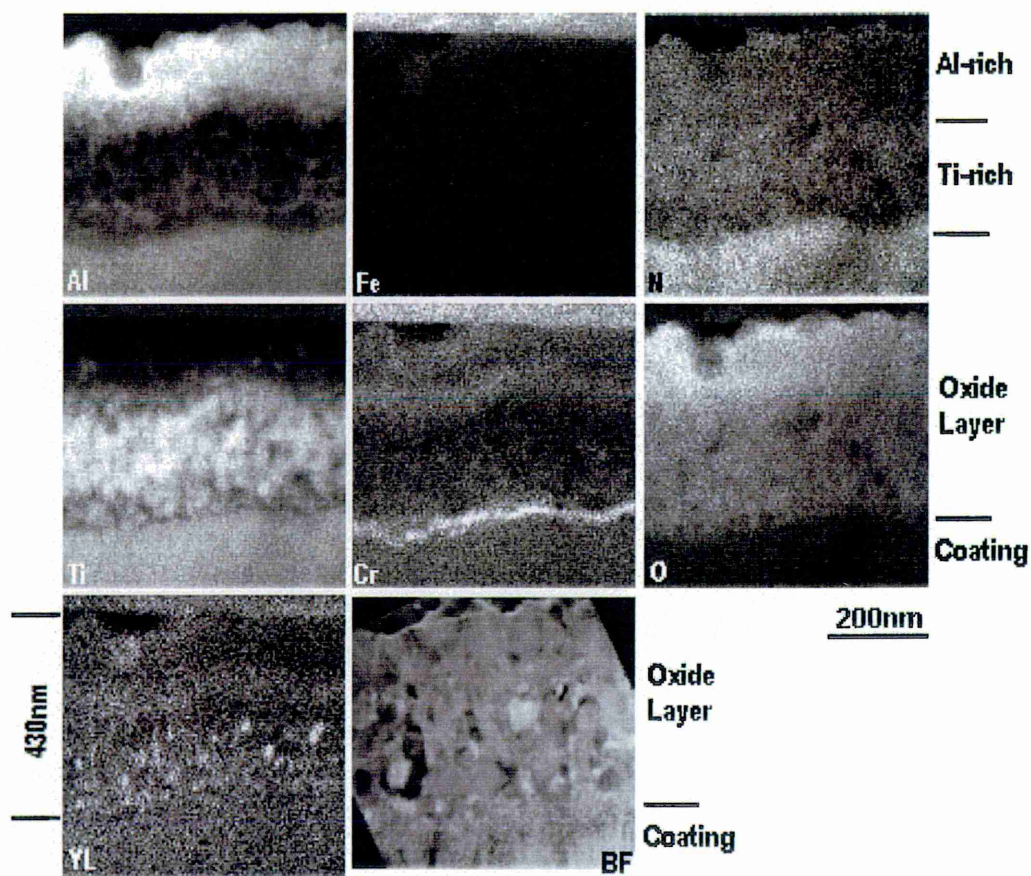 Al
Fe
N
Al-rich
Ti-rich
Ti
Cr
O
Oxide
Layer
Coating
200nm
430nm
YL
BF
Oxide
Layer
Coating